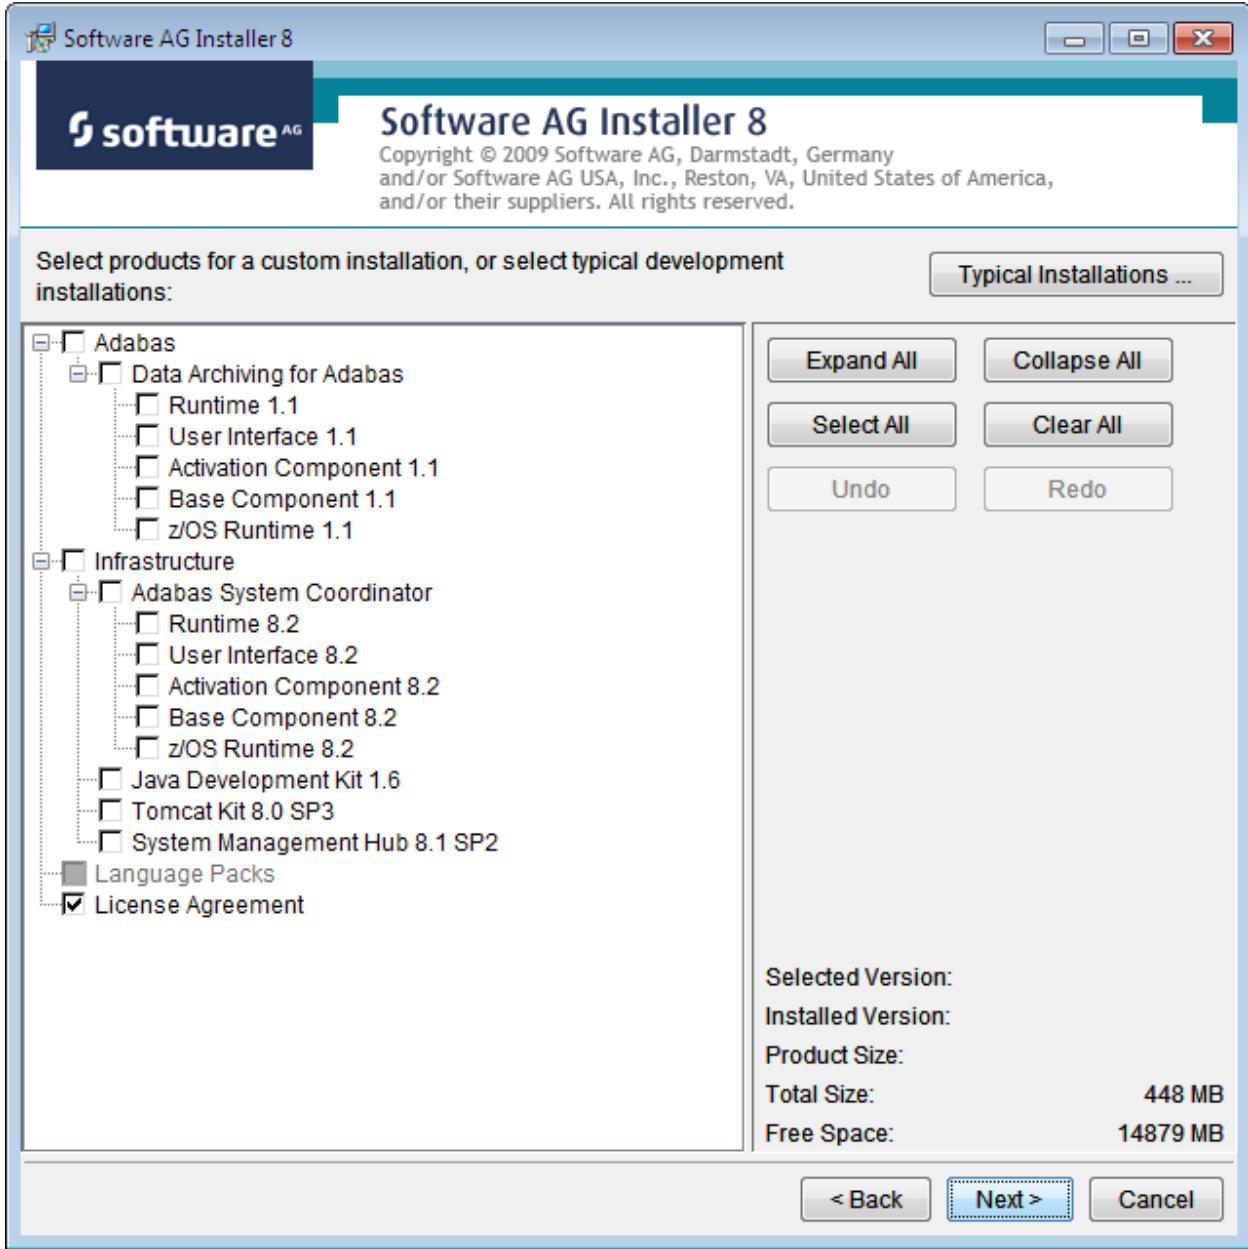 Software AG Installer 8
software AG
Software AG Installer 8
Copyright © 2009 Software AG, Darmstadt, Germany
and/or Software AG USA, Inc., Reston, VA, United States of America,
and/or their suppliers. All rights reserved.
Select products for a custom installation, or select typical development
installations:
Typical Installations ...
Adabas
Data Archiving for Adabas
Runtime 1.1
User Interface 1.1
Activation Component 1.1
Base Component 1.1
z/OS Runtime 1.1
Infrastructure
Adabas System Coordinator
Runtime 8.2
User Interface 8.2
Activation Component 8.2
Base Component 8.2
z/OS Runtime 8.2
Java Development Kit 1.6
Tomcat Kit 8.0 SP3
System Management Hub 8.1 SP2
Language Packs
License Agreement
Expand All
Collapse All
Select All
Clear All
Undo
Redo
Selected Version:
Installed Version:
Product Size:
Total Size: 448 MB
Free Space: 14879 MB
< Back
Next >
Cancel